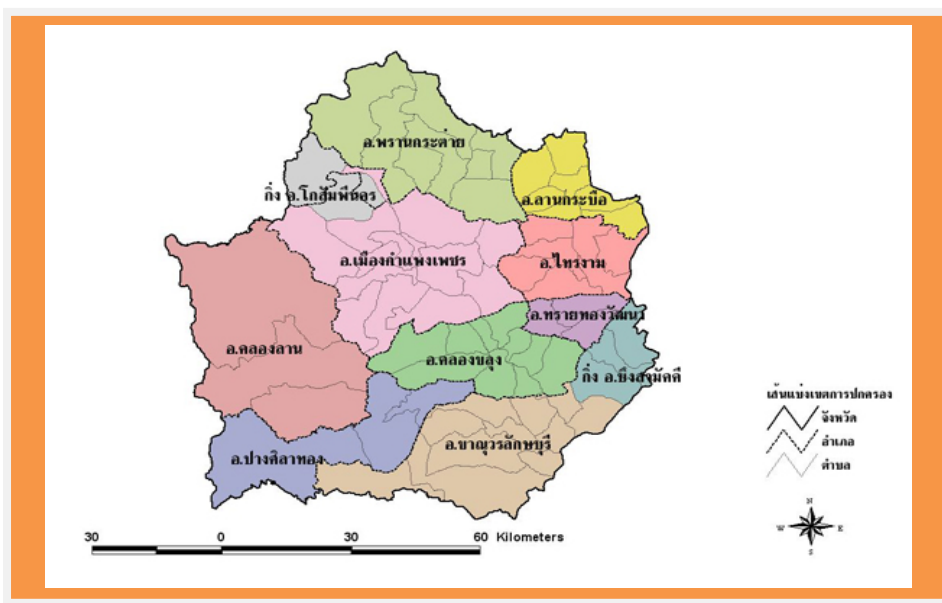 อ.พรานกระต่าย
อ.ลานกระบือ
กิ่ง อ.โกสัมพีนคร
อ.เมืองกำแพงเพชร
อ.ไทรงาม
อ.ทรายทองวัฒนา
อ.คลองลาน
อ.คลองขลุง
กิ่ง อ.บึงสามัคคี
อ.ขาณุวรลักษบุรี
อ.ปางศิลาทอง
เส้นแบ่งเขตการปกครอง
จังหวัด
อำเภอ
ตำบล
N
W E
S
30 0 30 60 Kilometers